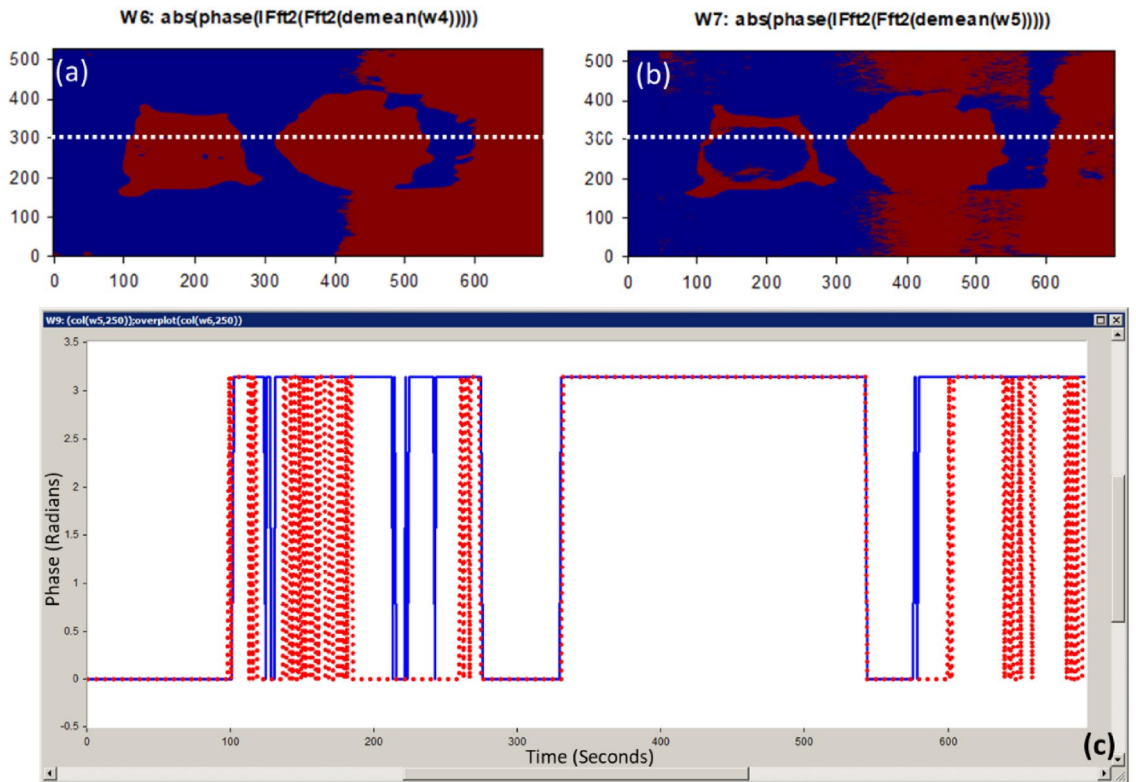 W6: abs(phase(IFft2(Fft2(demean(w4)))))
W7: abs(phase(IFft2(Fft2(demean(w5)))))
(a)
500
400
300
200
100
0
0 100 200 300 400 500 600
(b)
500
400
300
200
100
0
0 100 200 300 400 500 600
W9: (col(w5,250));overplot(col(w6,250))
3.5
3
2.5
2
1.5
1
0.5
0
-0.5
Phase (Radians)
0 100 200 300 400 500 600
Time (Seconds)
(c)